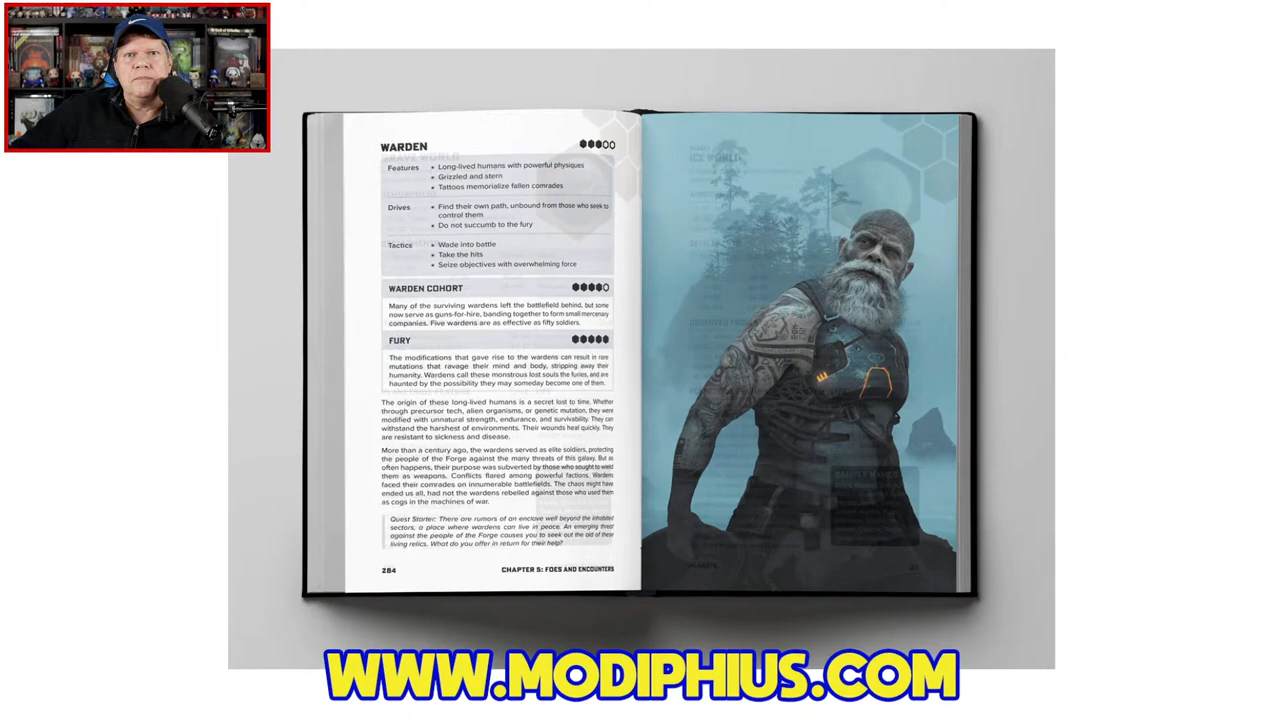 WARDEN
Features
• Long-lived humans with powerful physiques
• Grizzled and stern
• Tattoos memorialize fallen comrades
Drives
• Find their own path, unbound from those who seek to
control them
• Do not succumb to the fury
Tactics
• Wade into battle
• Take the hits
• Seize objectives with overwhelming force
WARDEN COHORT
Many of the surviving wardens left the battlefield behind, but some
now serve as guns-for-hire, banding together to form small mercenary
companies. Five wardens are as effective as fifty soldiers.
FURY
The modifications that gave rise to the wardens can result in rare
mutations that ravage their mind and body, stripping away their
humanity. Wardens call these monstrous lost souls the furies, and are
haunted by the possibility they may someday become one of them.
The origin of these long-lived humans is a secret lost to time. Whether
through precursor tech, alien organisms, or genetic mutation, they were
modified with unnatural strength, endurance, and survivability. They can
withstand the harshest of environments. Their wounds heal quickly. They
are resistant to sickness and disease.
More than a century ago, the wardens served as elite soldiers, protecting
the people of the Forge against the many threats of this galaxy. But as
often happens, their purpose was subverted by those who sought to wield
them as weapons. Conflicts flared among powerful factions. Wardens
faced their comrades on innumerable battlefields. The chaos might have
ended us all, had not the wardens rebelled against those who used them
as cogs in the machines of war.
Quest Starter: There are rumors of an enclave well beyond the inhabited
sectors, a place where wardens can live in peace. An emerging threat
against the people of the Forge causes you to seek out the aid of these
living relics. What do you offer in return for their help?
284
CHAPTER 5: FOES AND ENCOUNTERS
GRAVE WORLD
ICE WORLD
WWW.MODIPHIUS.COM